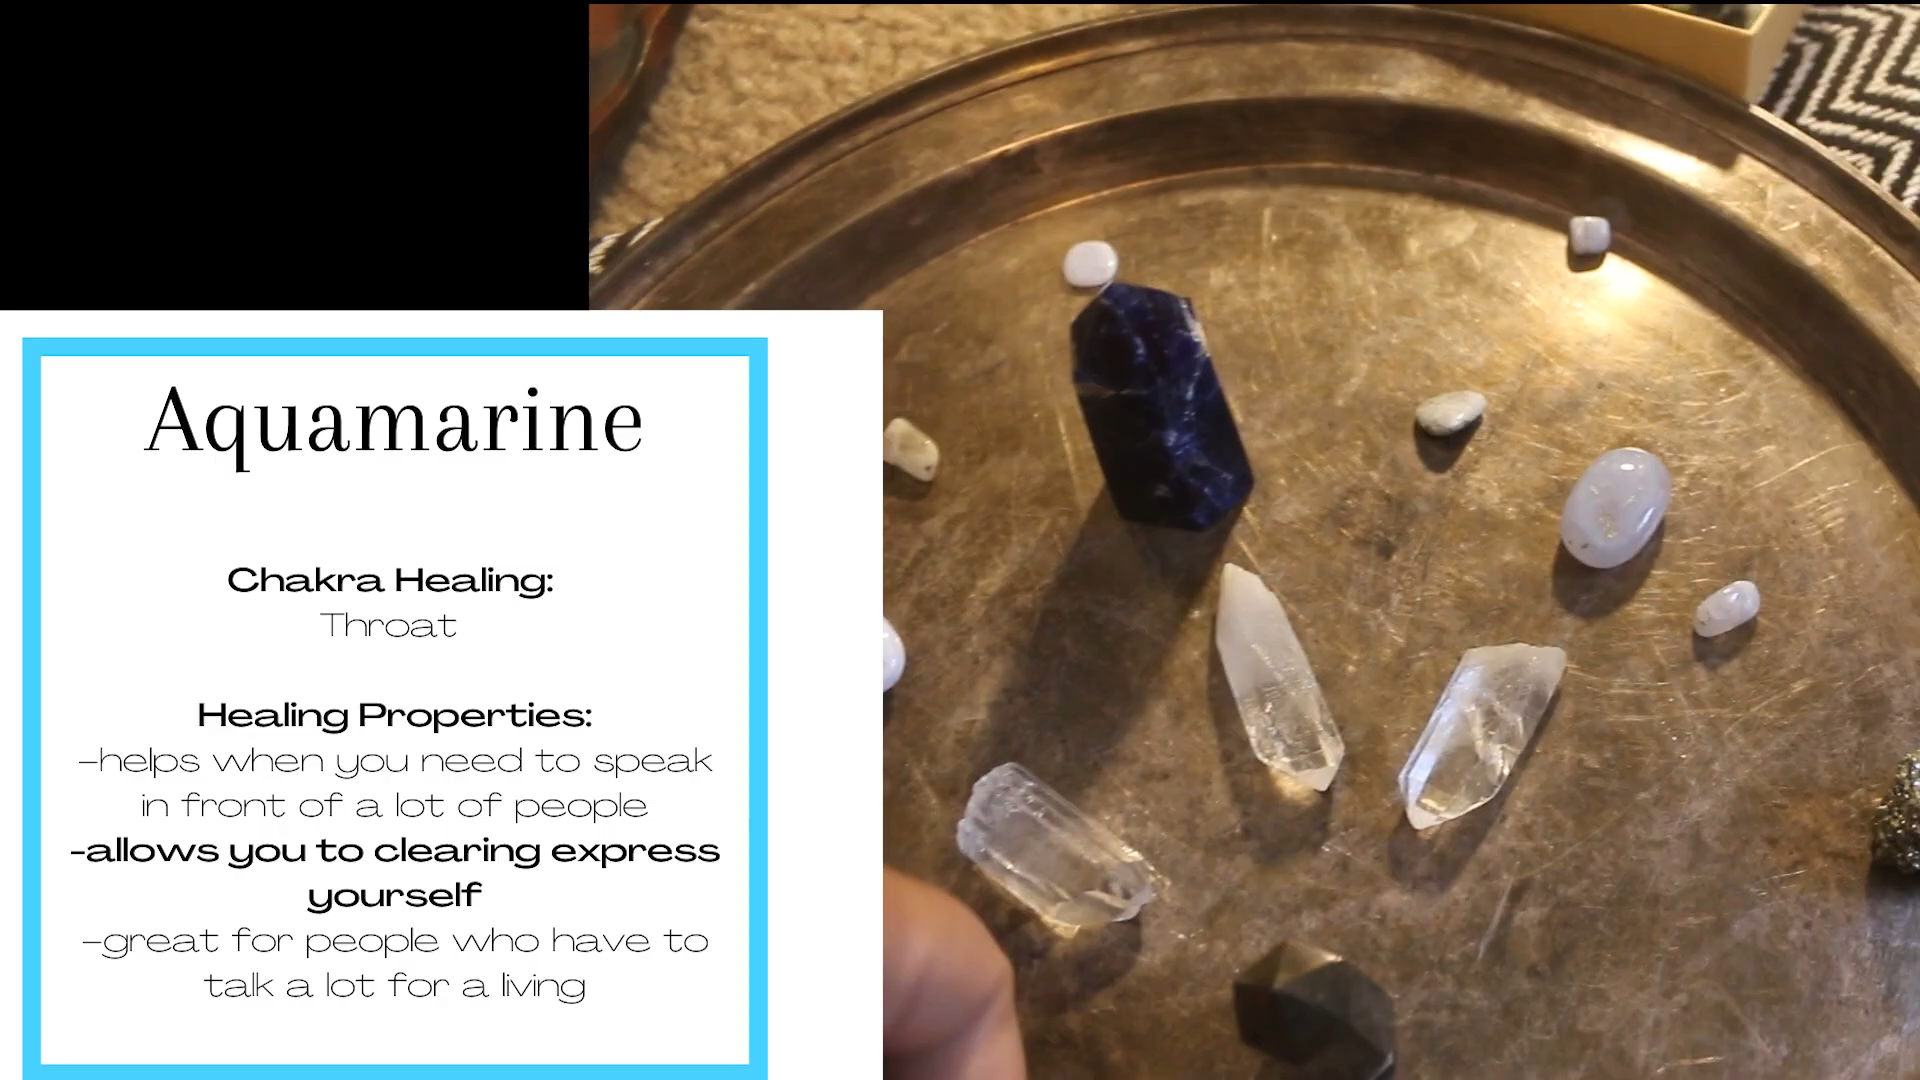 Aquamarine
Chakra Healing:
Throat
Healing Properties:
-helps when you need to speak
in front of a lot of people
-allows you to clearing express
yourself
-great for people who have to
talk a lot for a living